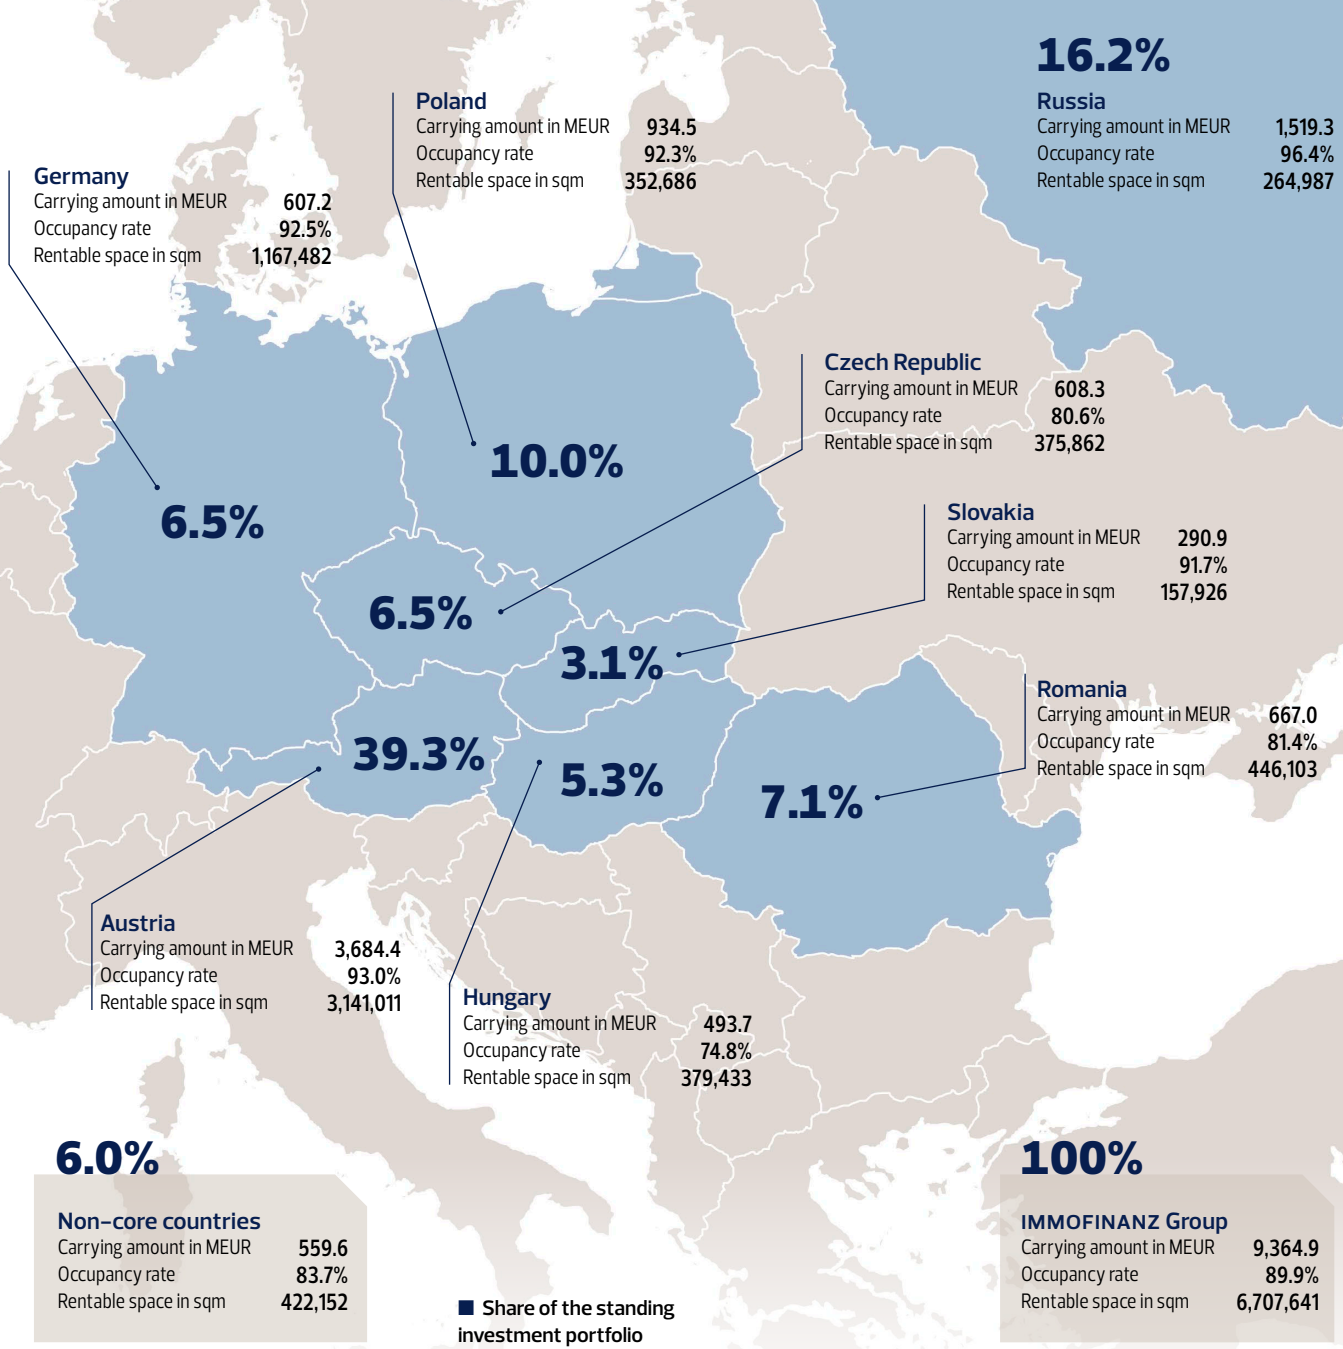 16.2%
Russia
Carrying amount in MEUR 1,519.3
Occupancy rate 96.4%
Rentable space in sqm 264,987
Poland
Carrying amount in MEUR 934.5
Occupancy rate 92.3%
Rentable space in sqm 352,686
Germany
Carrying amount in MEUR 607.2
Occupancy rate 92.5%
Rentable space in sqm 1,167,482
Czech Republic
Carrying amount in MEUR 608.3
Occupancy rate 80.6%
Rentable space in sqm 375,862
10.0%
6.5%
Slovakia
Carrying amount in MEUR 290.9
Occupancy rate 91.7%
Rentable space in sqm 157,926
6.5%
3.1%
Romania
Carrying amount in MEUR 667.0
Occupancy rate 81.4%
Rentable space in sqm 446,103
39.3%
5.3%
7.1%
Austria
Carrying amount in MEUR 3,684.4
Occupancy rate 93.0%
Rentable space in sqm 3,141,011
Hungary
Carrying amount in MEUR 493.7
Occupancy rate 74.8%
Rentable space in sqm 379,433
6.0%
Non-core countries
Carrying amount in MEUR 559.6
Occupancy rate 83.7%
Rentable space in sqm 422,152
100%
IMMOFINANZ Group
Carrying amount in MEUR 9,364.9
Occupancy rate 89.9%
Rentable space in sqm 6,707,641
Share of the standing
investment portfolio